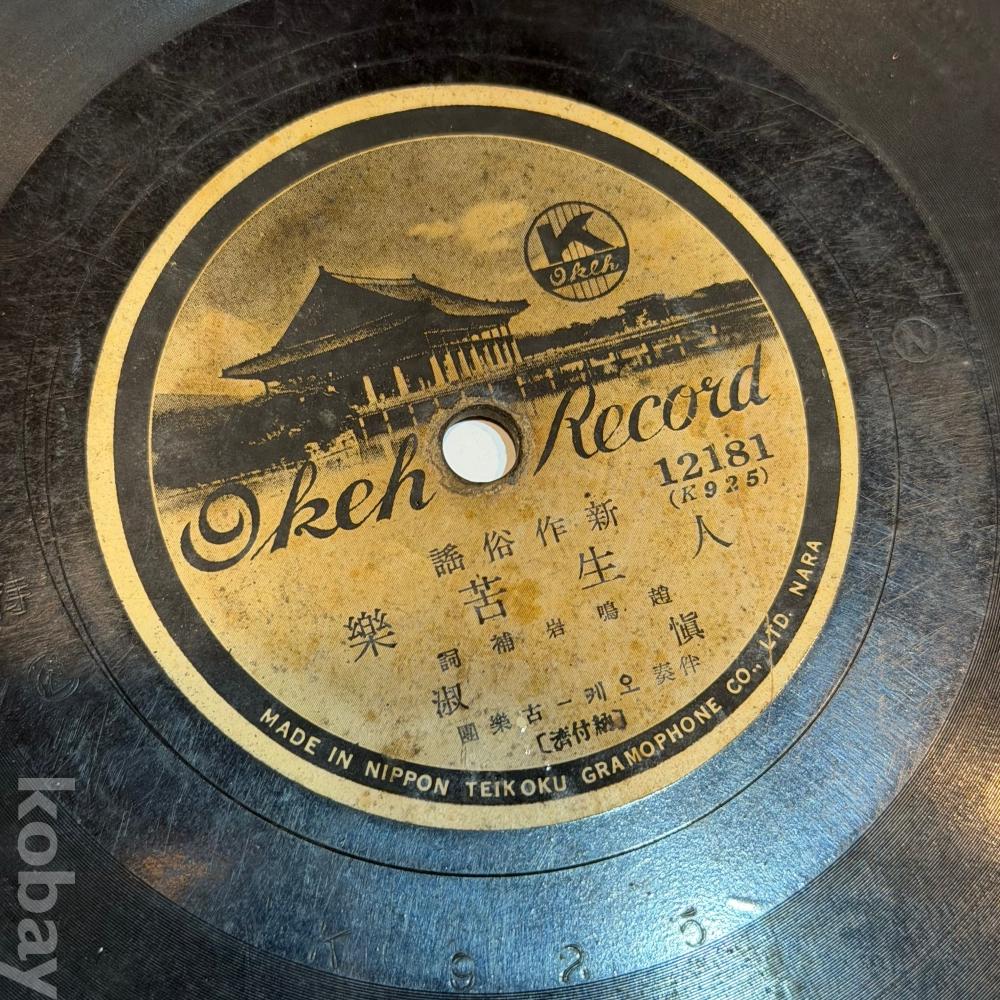 K
Okeh
Okeh Record
12181
(K925)
新作俗謠
人生苦樂
趙鳴岩補詞
愼淑
伴奏 오케ー古樂團
[納付濟]
MADE IN NIPPON TEIKOKU GRAMOPHONE CO., LTD. NARA
K 925
Z
kobay